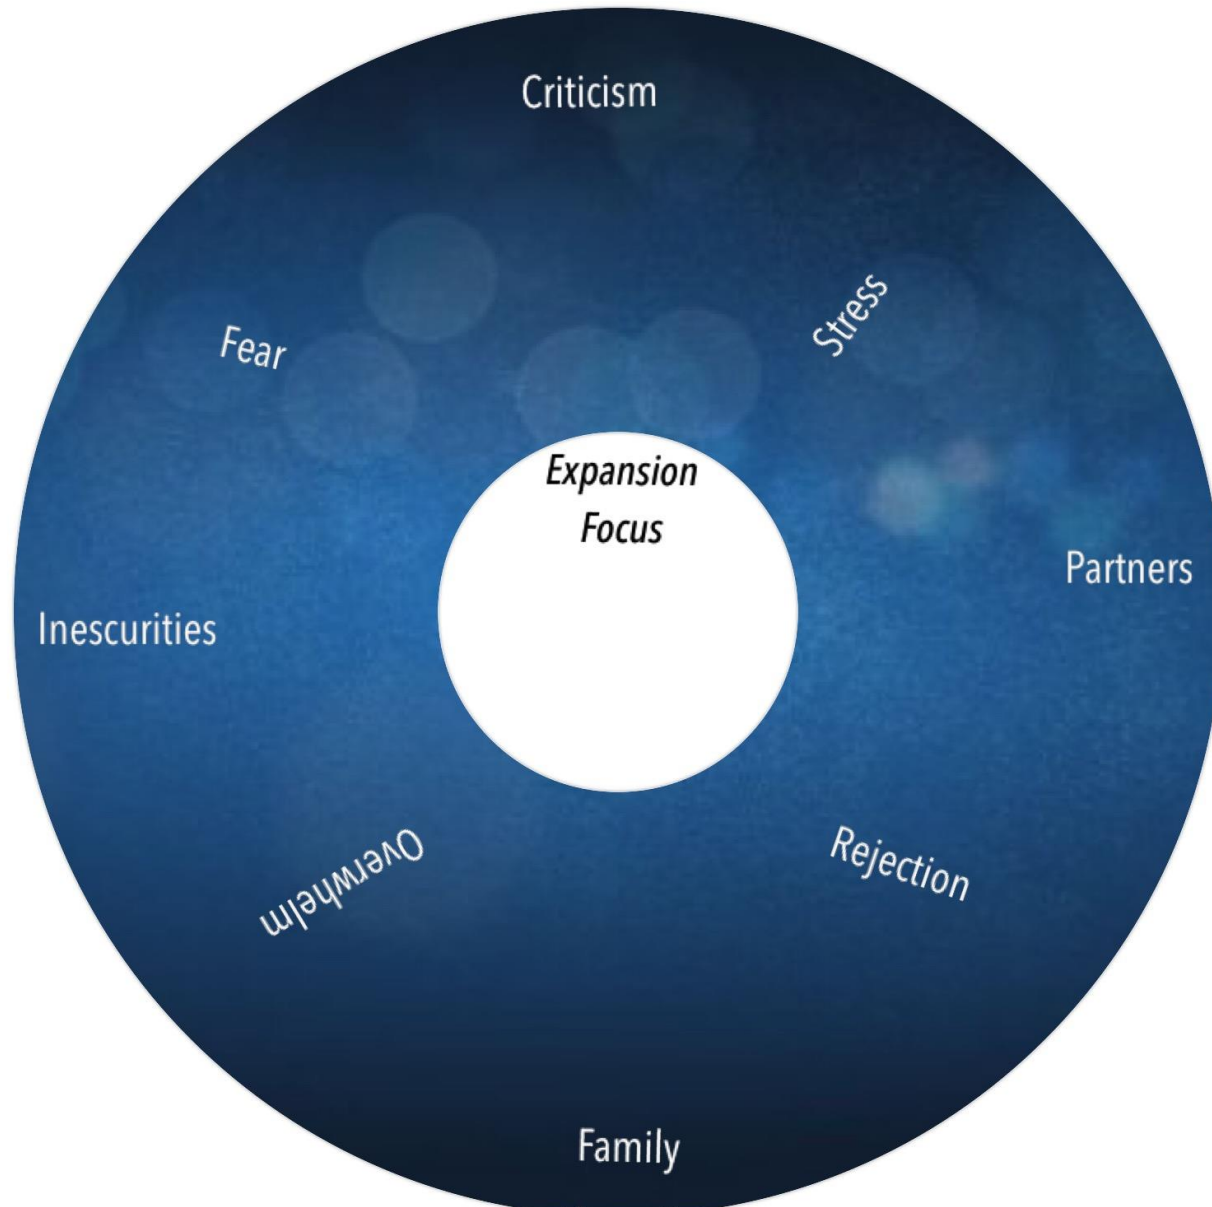 Criticism
Stress
Fear
Expansion
Focus
Partners
Inescurities
Overwhelm
Rejection
Family